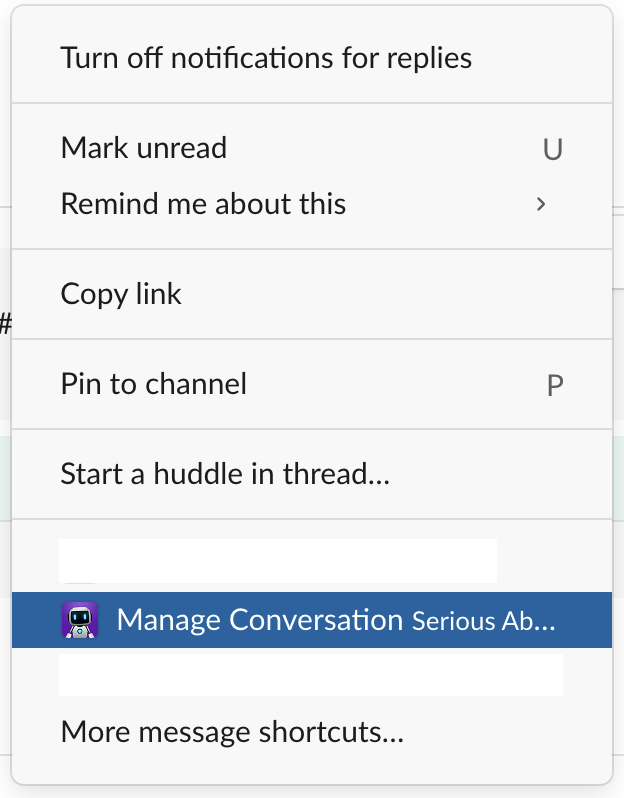 Turn off notifications for replies
Mark unread U
Remind me about this
Copy link
#
Pin to channel P
Start a huddle in thread...
Manage Conversation Serious Ab...
More message shortcuts...